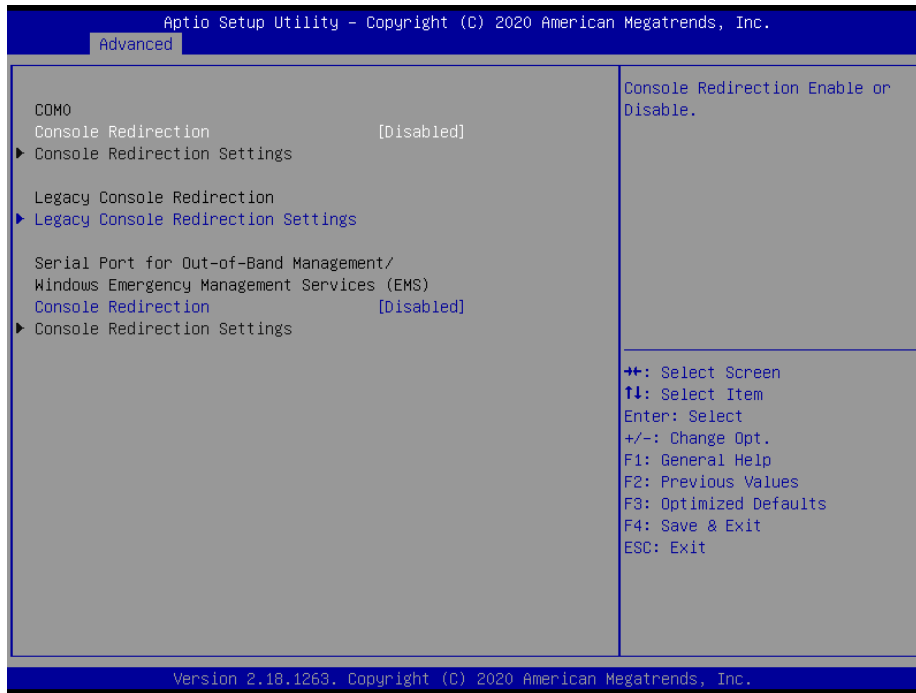 Aptio Setup Utility – Copyright (C) 2020 American Megatrends, Inc.
Advanced
COM0
Console Redirection [Disabled]
▶ Console Redirection Settings
Legacy Console Redirection
▶ Legacy Console Redirection Settings
Serial Port for Out-of-Band Management/
Windows Emergency Management Services (EMS)
Console Redirection [Disabled]
▶ Console Redirection Settings
Console Redirection Enable or
Disable.
→←: Select Screen
↑↓: Select Item
Enter: Select
+/-: Change Opt.
F1: General Help
F2: Previous Values
F3: Optimized Defaults
F4: Save & Exit
ESC: Exit
Version 2.18.1263. Copyright (C) 2020 American Megatrends, Inc.